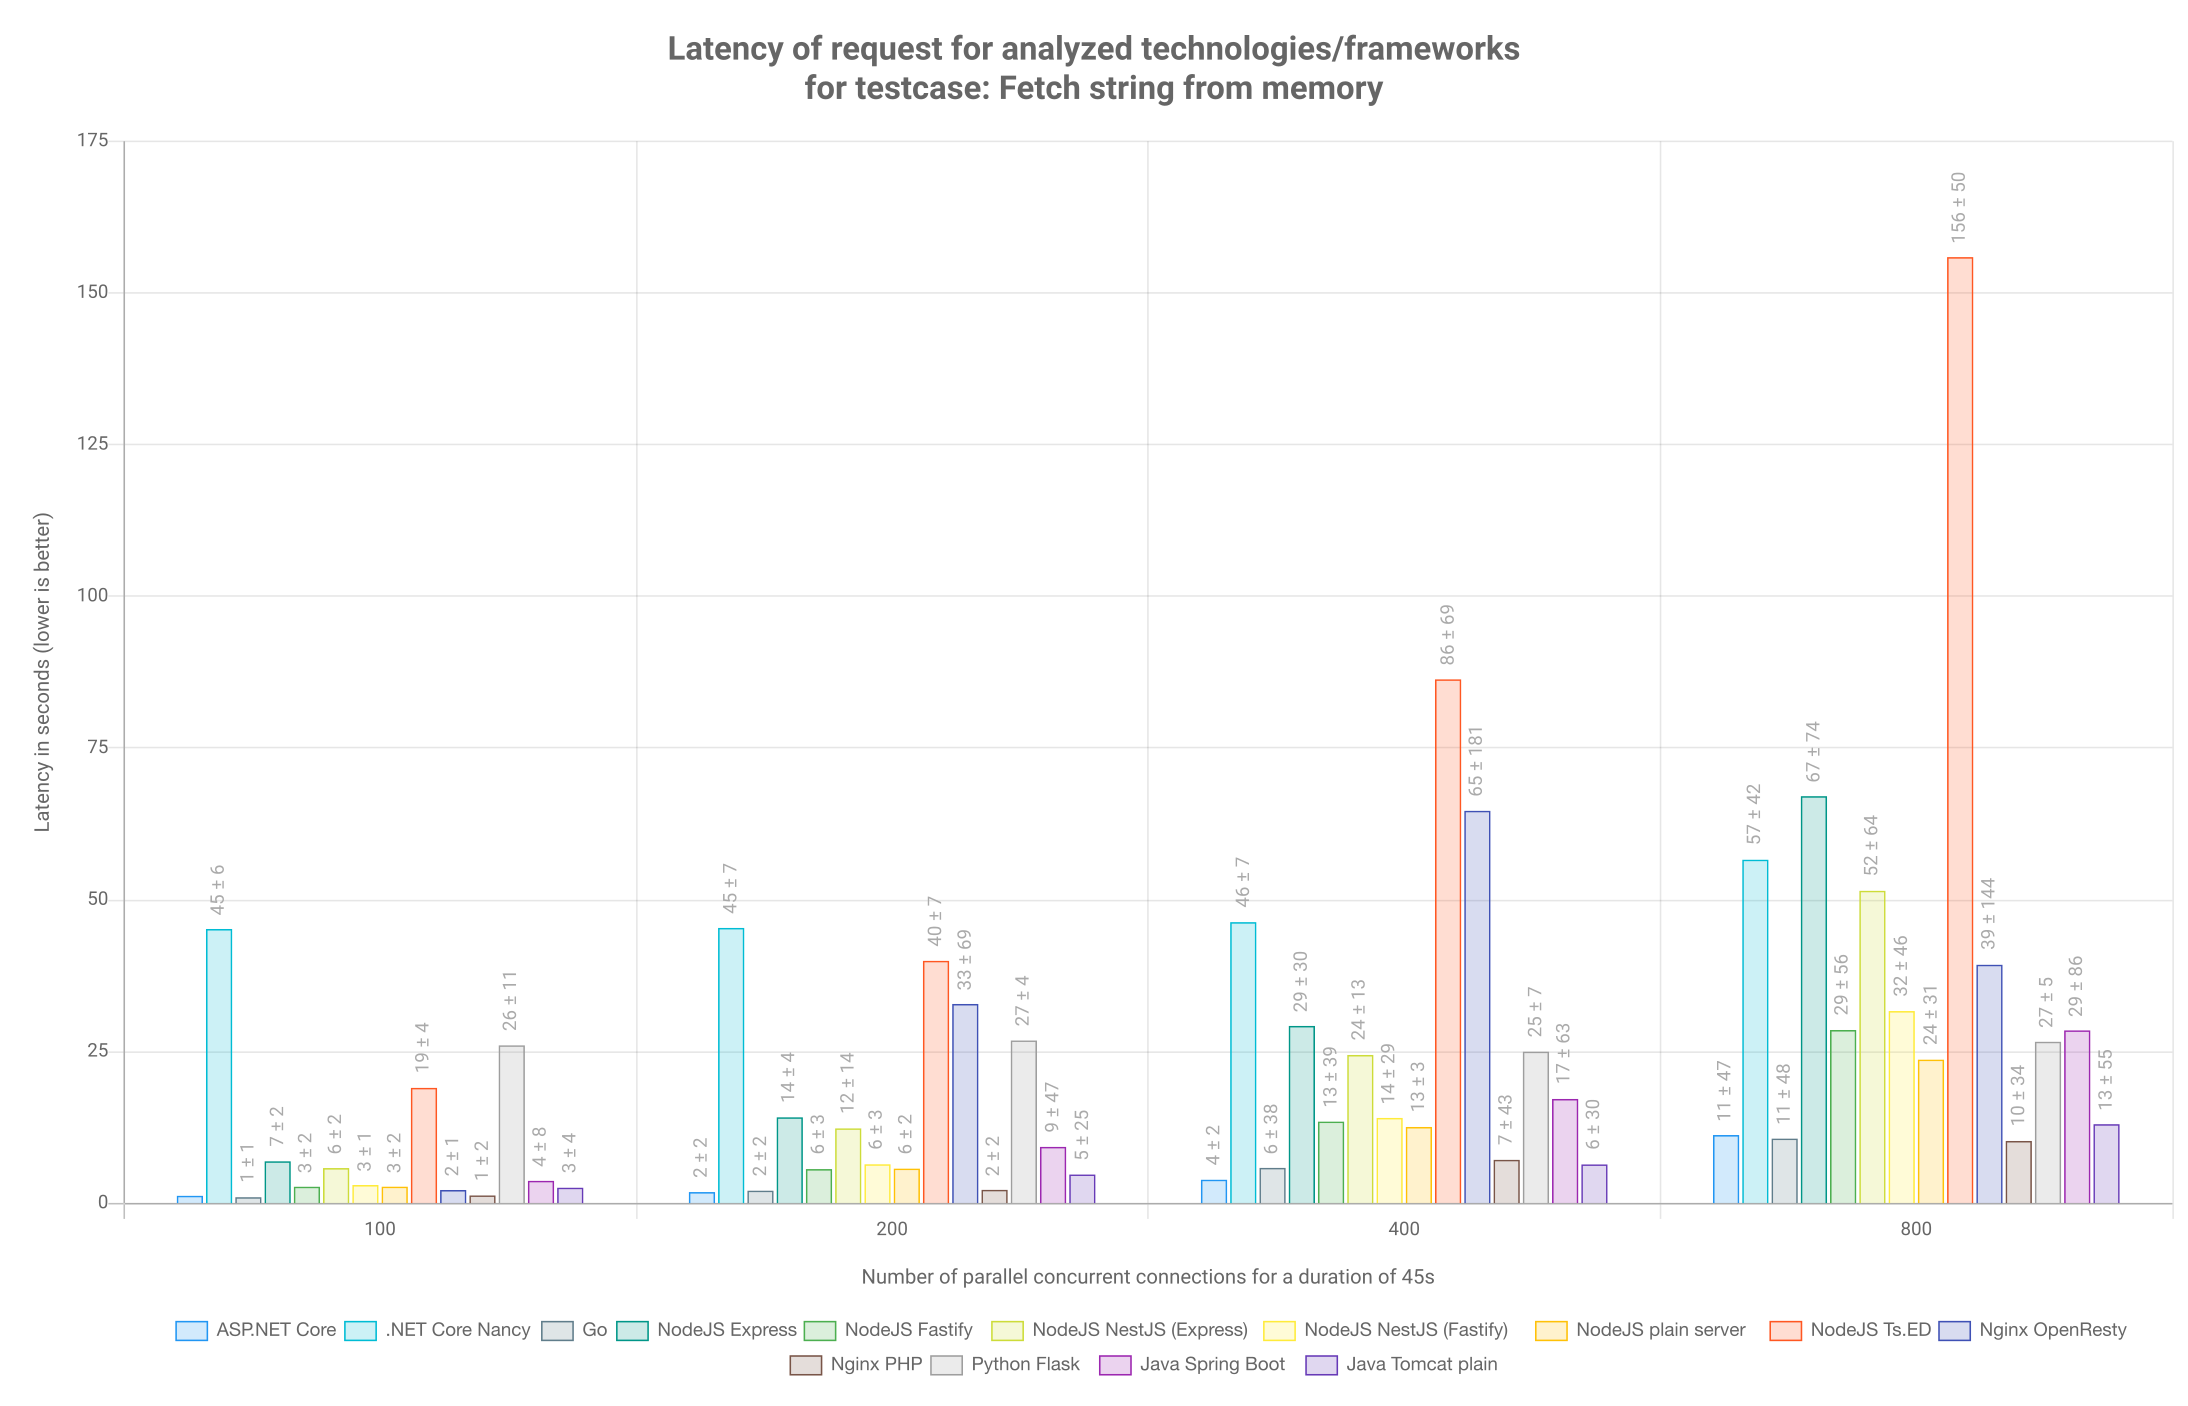 Latency of request for analyzed technologies/frameworks
for testcase: Fetch string from memory
Latency in seconds (lower is better)
175
150
125
100
75
50
25
0
45 ± 6
1 ± 1
7 ± 2
3 ± 2
6 ± 2
3 ± 1
3 ± 2
19 ± 4
2 ± 1
1 ± 2
26 ± 11
4 ± 8
3 ± 4
2 ± 2
45 ± 7
2 ± 2
14 ± 4
6 ± 3
12 ± 14
6 ± 3
6 ± 2
40 ± 7
33 ± 69
2 ± 2
27 ± 4
9 ± 47
5 ± 25
4 ± 2
46 ± 7
6 ± 38
29 ± 30
13 ± 39
24 ± 13
14 ± 29
13 ± 3
86 ± 69
65 ± 181
7 ± 43
25 ± 7
17 ± 63
6 ± 30
11 ± 47
57 ± 42
11 ± 48
67 ± 74
29 ± 56
52 ± 64
32 ± 46
24 ± 31
156 ± 50
39 ± 144
10 ± 34
27 ± 5
29 ± 86
13 ± 55
100
200
400
800
Number of parallel concurrent connections for a duration of 45s
ASP.NET Core .NET Core Nancy Go NodeJS Express NodeJS Fastify NodeJS NestJS (Express) NodeJS NestJS (Fastify) NodeJS plain server NodeJS Ts.ED Nginx OpenResty
Nginx PHP Python Flask Java Spring Boot Java Tomcat plain